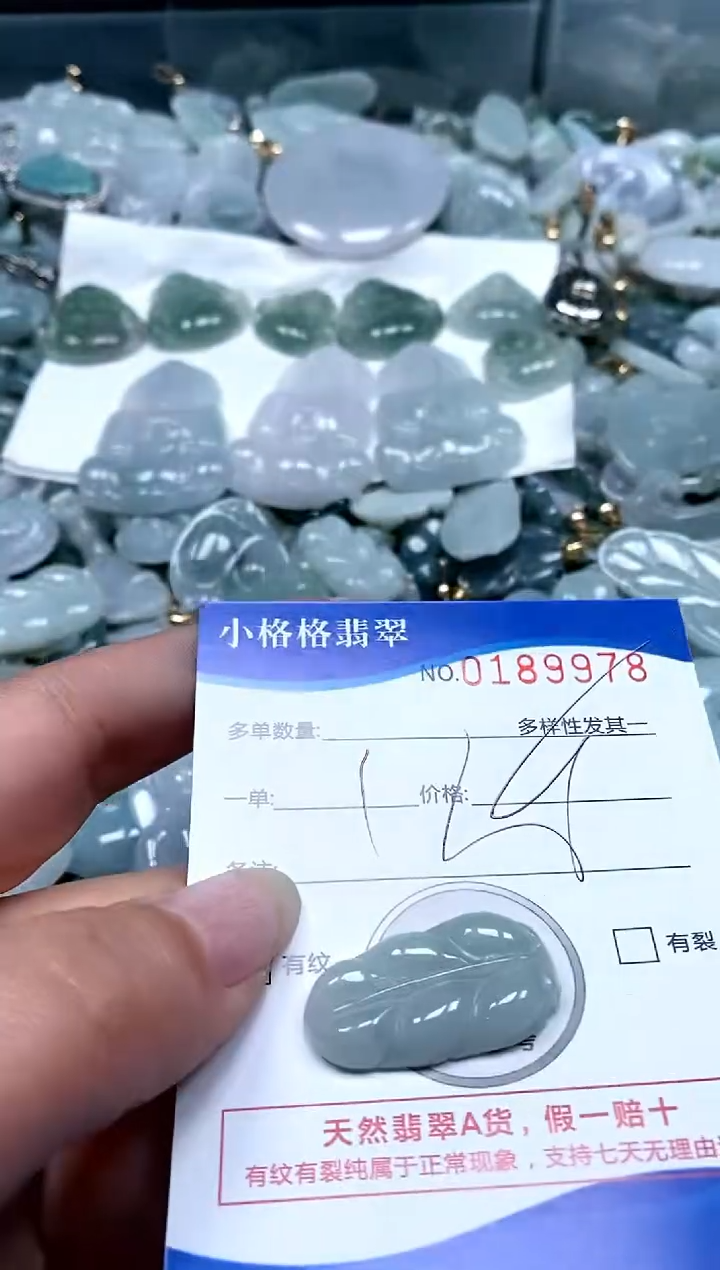 小格格翡翠
NO.0189978
多单数量: 多样性发其一
一单: 价格:
有纹 有裂
天然翡翠A货，假一赔十
有纹有裂纯属于正常现象，支持七天无理由